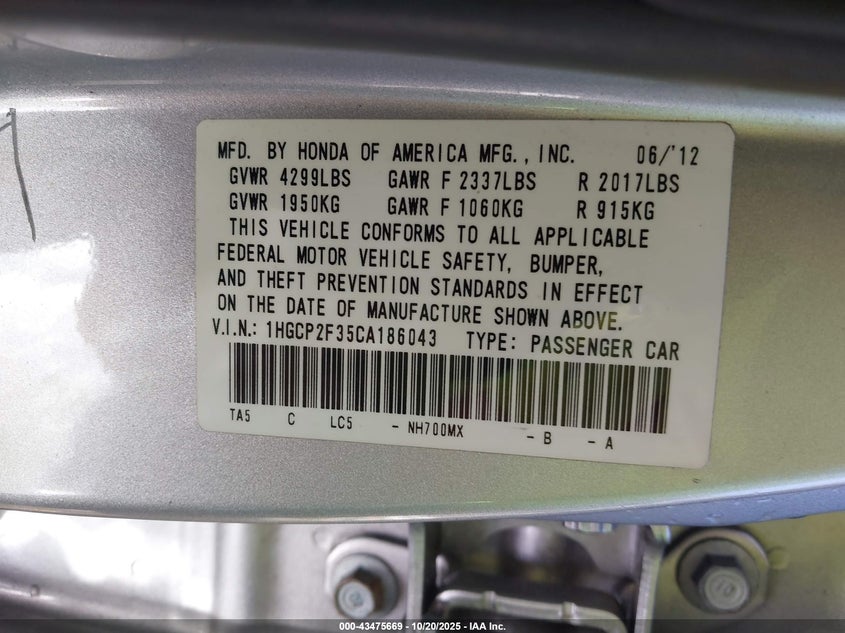 MFD. BY HONDA OF AMERICA MFG., INC. 06/'12
GVWR 4299LBS GAWR F 2337LBS R 2017LBS
GVWR 1950KG GAWR F 1060KG R 915KG
THIS VEHICLE CONFORMS TO ALL APPLICABLE
FEDERAL MOTOR VEHICLE SAFETY, BUMPER,
AND THEFT PREVENTION STANDARDS IN EFFECT
ON THE DATE OF MANUFACTURE SHOWN ABOVE.
V.I.N.: 1HGCP2F35CA186043 TYPE: PASSENGER CAR
TA5 C LC5 - NH700MX - B - A
000-43475669 | 10/20/2025 | IAA Inc.